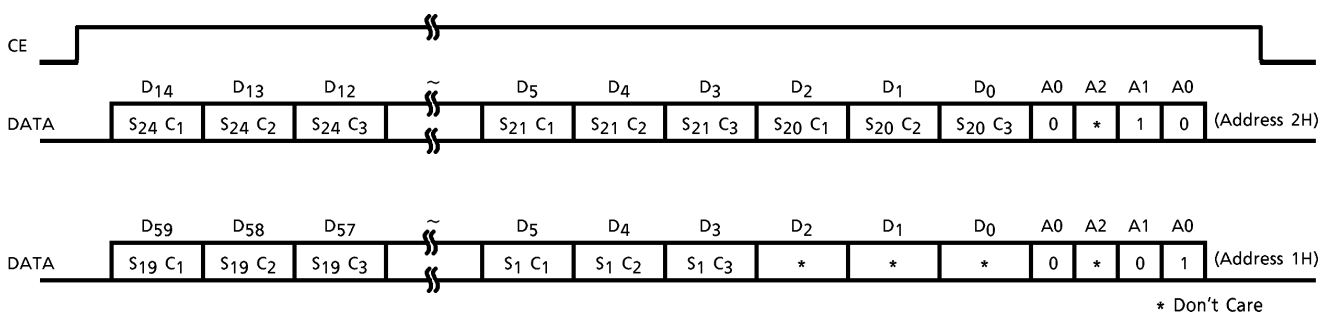 CE
D14 D13 D12 ~ D5 D4 D3 D2 D1 D0 A0 A2 A1 A0
DATA S24 C1 S24 C2 S24 C3 S21 C1 S21 C2 S21 C3 S20 C1 S20 C2 S20 C3 0 * 1 0 (Address 2H)
D59 D58 D57 ~ D5 D4 D3 D2 D1 D0 A0 A2 A1 A0
DATA S19 C1 S19 C2 S19 C3 S1 C1 S1 C2 S1 C3 * * * 0 * 0 1 (Address 1H)
* Don't Care